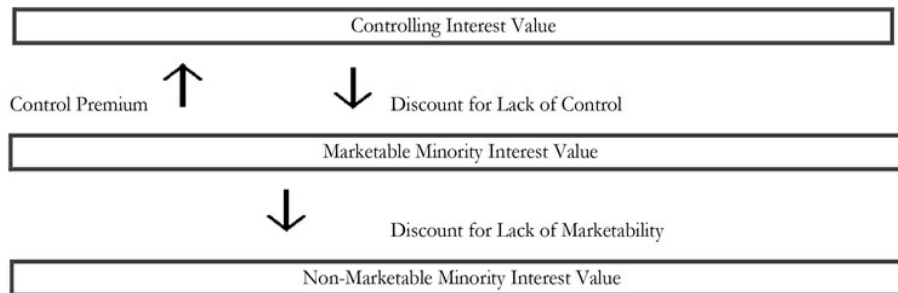 Controlling Interest Value
Control Premium
Discount for Lack of Control
Marketable Minority Interest Value
Discount for Lack of Marketability
Non-Marketable Minority Interest Value